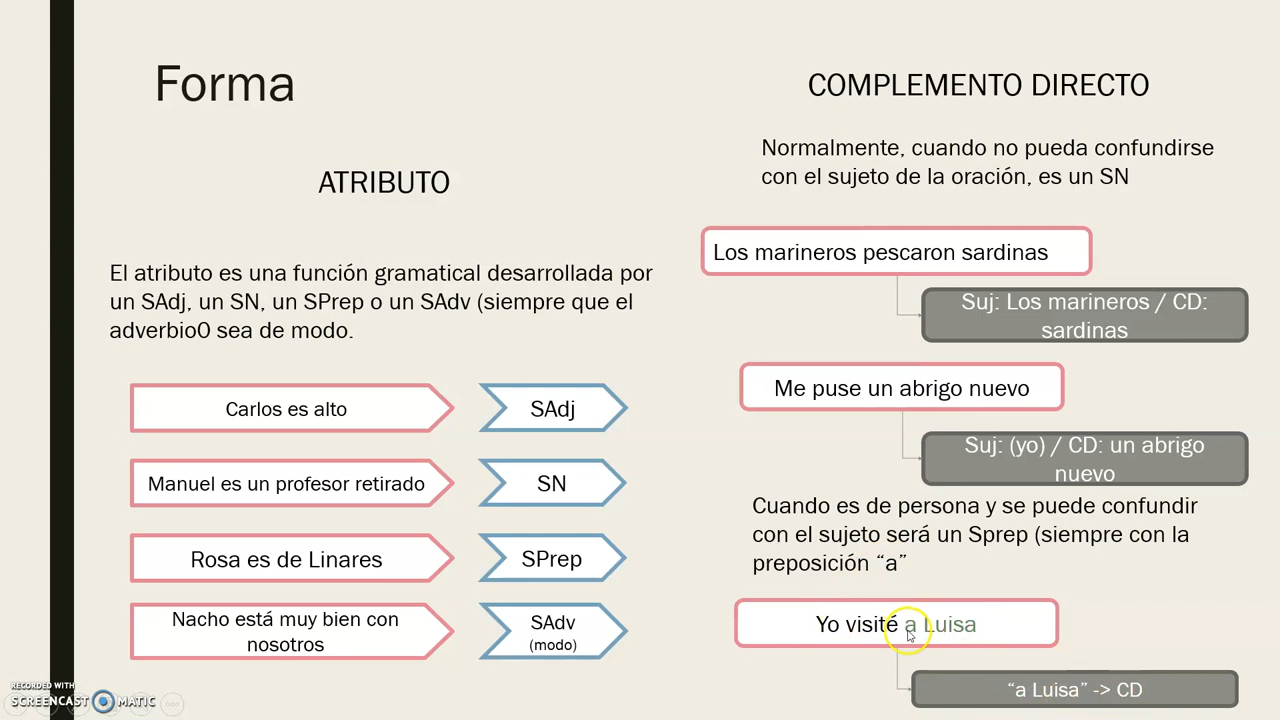 Forma
ATRIBUTO
El atributo es una función gramatical desarrollada por
un SAdj, un SN, un SPrep o un SAdv (siempre que el
adverbio0 sea de modo.
Carlos es alto
SAdj
Manuel es un profesor retirado
SN
Rosa es de Linares
SPrep
Nacho está muy bien con
nosotros
SAdv
(modo)
COMPLEMENTO DIRECTO
Normalmente, cuando no pueda confundirse
con el sujeto de la oración, es un SN
Los marineros pescaron sardinas
Suj: Los marineros / CD:
sardinas
Me puse un abrigo nuevo
Suj: (yo) / CD: un abrigo
nuevo
Cuando es de persona y se puede confundir
con el sujeto será un Sprep (siempre con la
preposición “a”
Yo visité a Luisa
“a Luisa” -> CD
RECORDED WITH
SCREENCAST MATIC